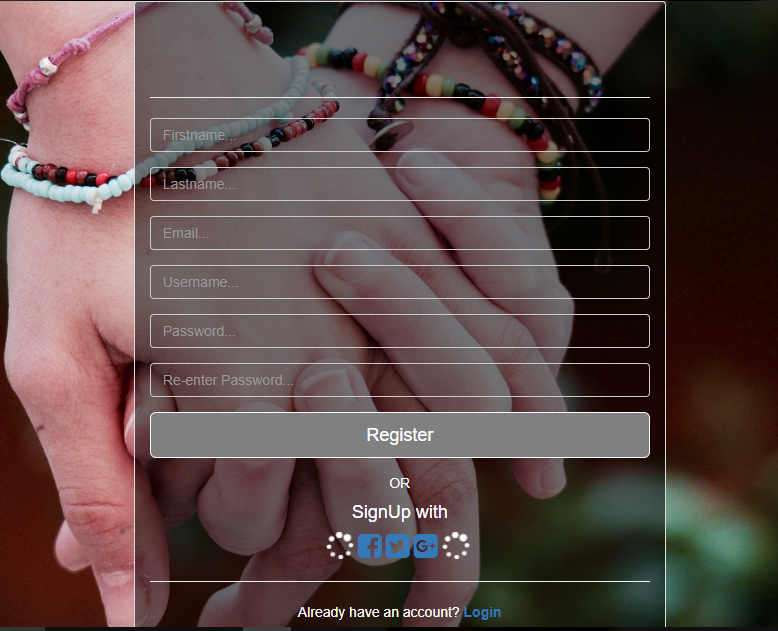 Firstname...
Lastname...
Email...
Username...
Password...
Re-enter Password...
Register
OR
SignUp with
Already have an account? Login